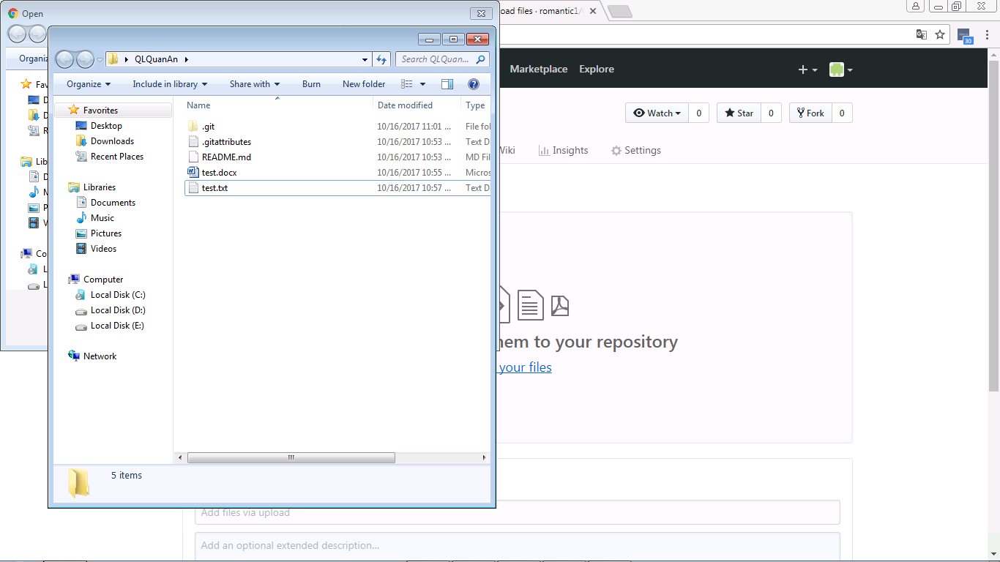 Open
oad files · romantic1/
30
Organiz
QLQuanAn
Search QLQuan...
Organize
Include in library
Share with
Burn
New folder
Marketplace
Explore
Fav
D
D
R
Lib
D
M
P
V
Co
L
L
Favorites
Desktop
Downloads
Recent Places
Libraries
Documents
Music
Pictures
Videos
Computer
Local Disk (C:)
Local Disk (D:)
Local Disk (E:)
Network
Name Date modified Type
.git 10/16/2017 11:01 ... File fol
.gitattributes 10/16/2017 10:53 ... Text D
README.md 10/16/2017 10:53 ... MD Fil
test.docx 10/16/2017 10:55 ... Micros
test.txt 10/16/2017 10:57 ... Text D
5 items
Watch 0 Star 0 Fork 0
Wiki Insights Settings
hem to your repository
your files
Add files via upload
Add an optional extended description...